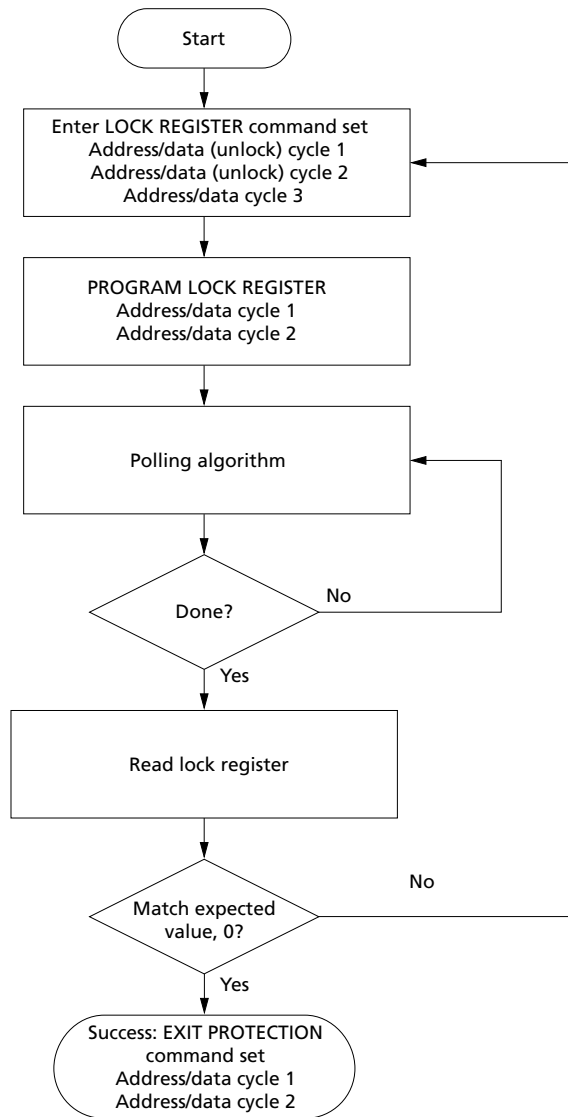 Start
Enter LOCK REGISTER command set
Address/data (unlock) cycle 1
Address/data (unlock) cycle 2
Address/data cycle 3
PROGRAM LOCK REGISTER
Address/data cycle 1
Address/data cycle 2
Polling algorithm
Done?
No
Yes
Read lock register
Match expected
value, 0?
No
Yes
Success: EXIT PROTECTION
command set
Address/data cycle 1
Address/data cycle 2